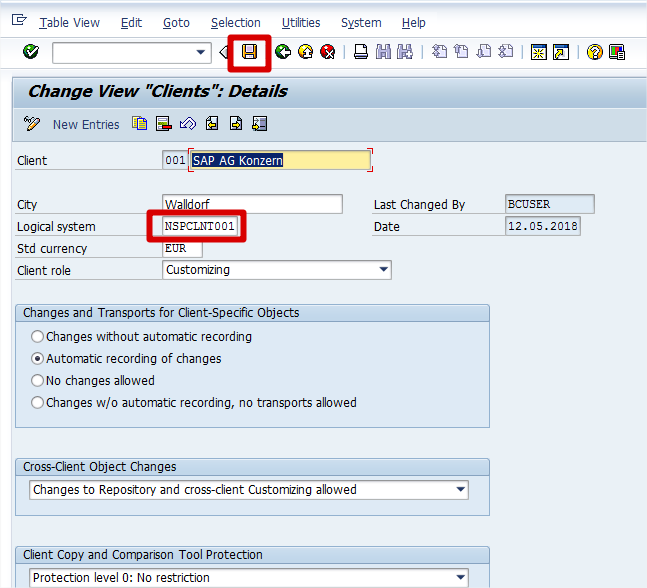 Table View Edit Goto Selection Utilities System Help
Change View "Clients": Details
New Entries
Client 001 SAP AG Konzern
City Walldorf Last Changed By BCUSER
Logical system NSPCLNT001 Date 12.05.2018
Std currency EUR
Client role Customizing
Changes and Transports for Client-Specific Objects
Changes without automatic recording
Automatic recording of changes
No changes allowed
Changes w/o automatic recording, no transports allowed
Cross-Client Object Changes
Changes to Repository and cross-client Customizing allowed
Client Copy and Comparison Tool Protection
Protection level 0: No restriction